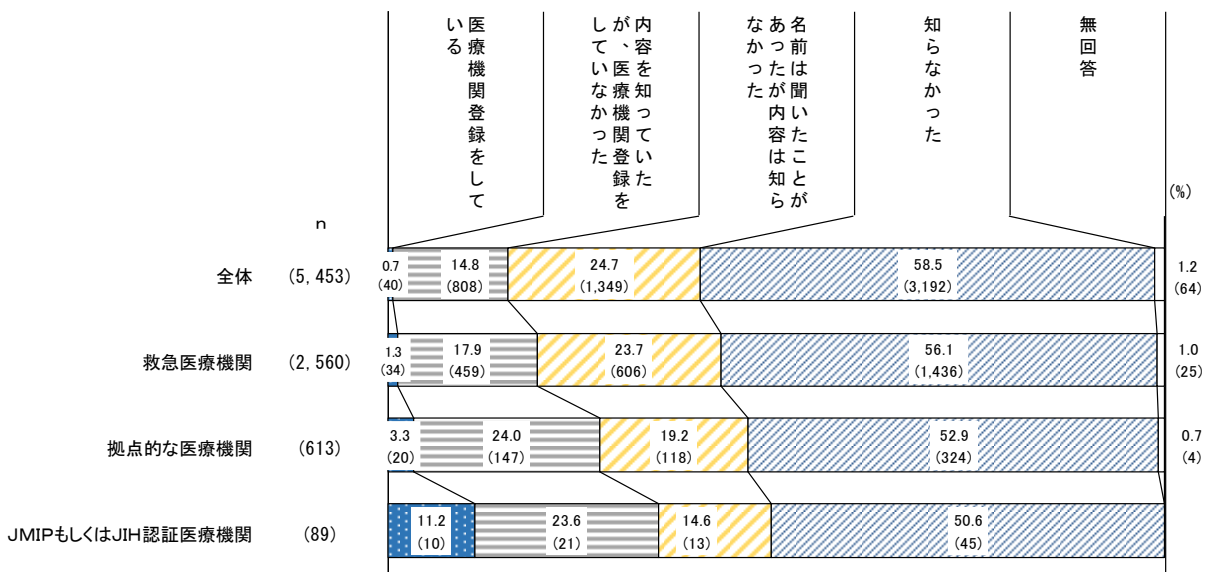 医療機関登録をして
いる
内容を知っていた
が、医療機関登録を
していなかった
名前は聞いたことが
あったが内容は知ら
なかった
知らなかった
無回答
(%)
n
全体 (5,453) 0.7 14.8 24.7 58.5 1.2
(40) (808) (1,349) (3,192) (64)
救急医療機関 (2,560) 1.3 17.9 23.7 56.1 1.0
(34) (459) (606) (1,436) (25)
拠点的な医療機関 (613) 3.3 24.0 19.2 52.9 0.7
(20) (147) (118) (324) (4)
JMIPもしくはJIH認証医療機関 (89) 11.2 23.6 14.6 50.6
(10) (21) (13) (45)